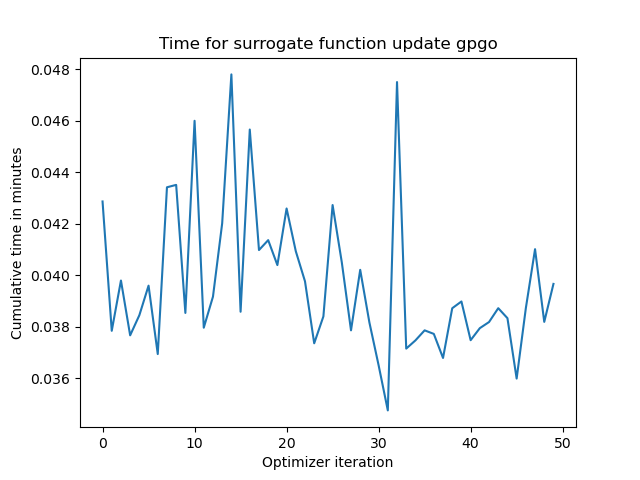 Time for surrogate function update gpgo
Cumulative time in minutes
0.048
0.046
0.044
0.042
0.040
0.038
0.036
0 10 20 30 40 50
Optimizer iteration